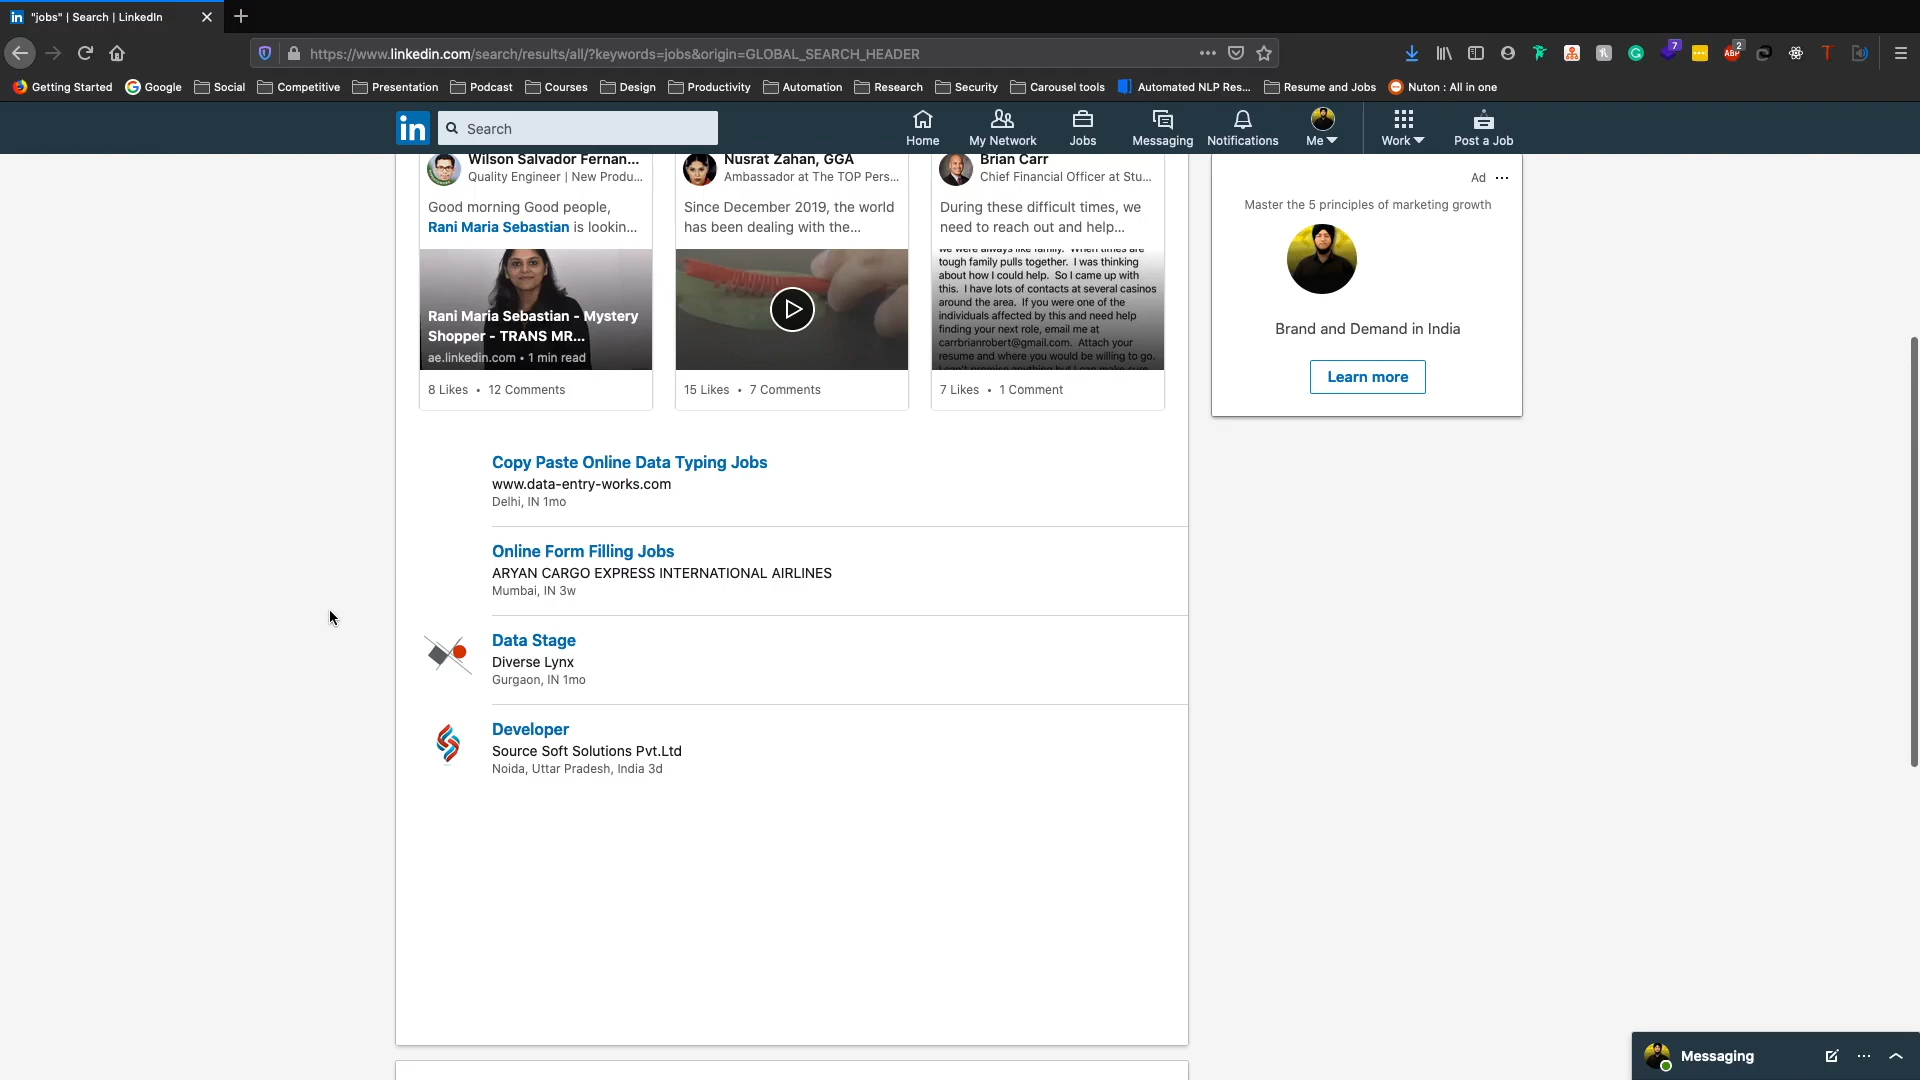 "jobs" | Search | LinkedIn
https://www.linkedin.com/search/results/all/?keywords=jobs&origin=GLOBAL_SEARCH_HEADER
7
ABP
2
Getting Started
Google
Social
Competitive
Presentation
Podcast
Courses
Design
Productivity
Automation
Research
Security
Carousel tools
Automated NLP Res...
Resume and Jobs
Nuton : All in one
in
Search
Home
My Network
Jobs
Messaging
Notifications
Me
Work
Post a Job
Wilson Salvador Fernan...
Quality Engineer | New Produ...
Good morning Good people,
Rani Maria Sebastian is lookin...
Rani Maria Sebastian - Mystery
Shopper - TRANS MR...
ae.linkedin.com • 1 min read
8 Likes • 12 Comments
Nusrat Zahan, GGA
Ambassador at The TOP Pers...
Since December 2019, the world
has been dealing with the...
15 Likes • 7 Comments
Brian Carr
Chief Financial Officer at Stu...
During these difficult times, we
need to reach out and help...
we were always like family. When times are
tough family pulls together. I was thinking
about how I could help. So I came up with
this. I have lots of contacts at several casinos
around the area. If you were one of the
individuals affected by this and need help
finding your next role, email me at
carrbrianrobert@gmail.com. Attach your
resume and where you would be willing to go.
7 Likes • 1 Comment
Ad
Master the 5 principles of marketing growth
Brand and Demand in India
Learn more
Copy Paste Online Data Typing Jobs
www.data-entry-works.com
Delhi, IN 1mo
Online Form Filling Jobs
ARYAN CARGO EXPRESS INTERNATIONAL AIRLINES
Mumbai, IN 3w
Data Stage
Diverse Lynx
Gurgaon, IN 1mo
Developer
Source Soft Solutions Pvt.Ltd
Noida, Uttar Pradesh, India 3d
Messaging